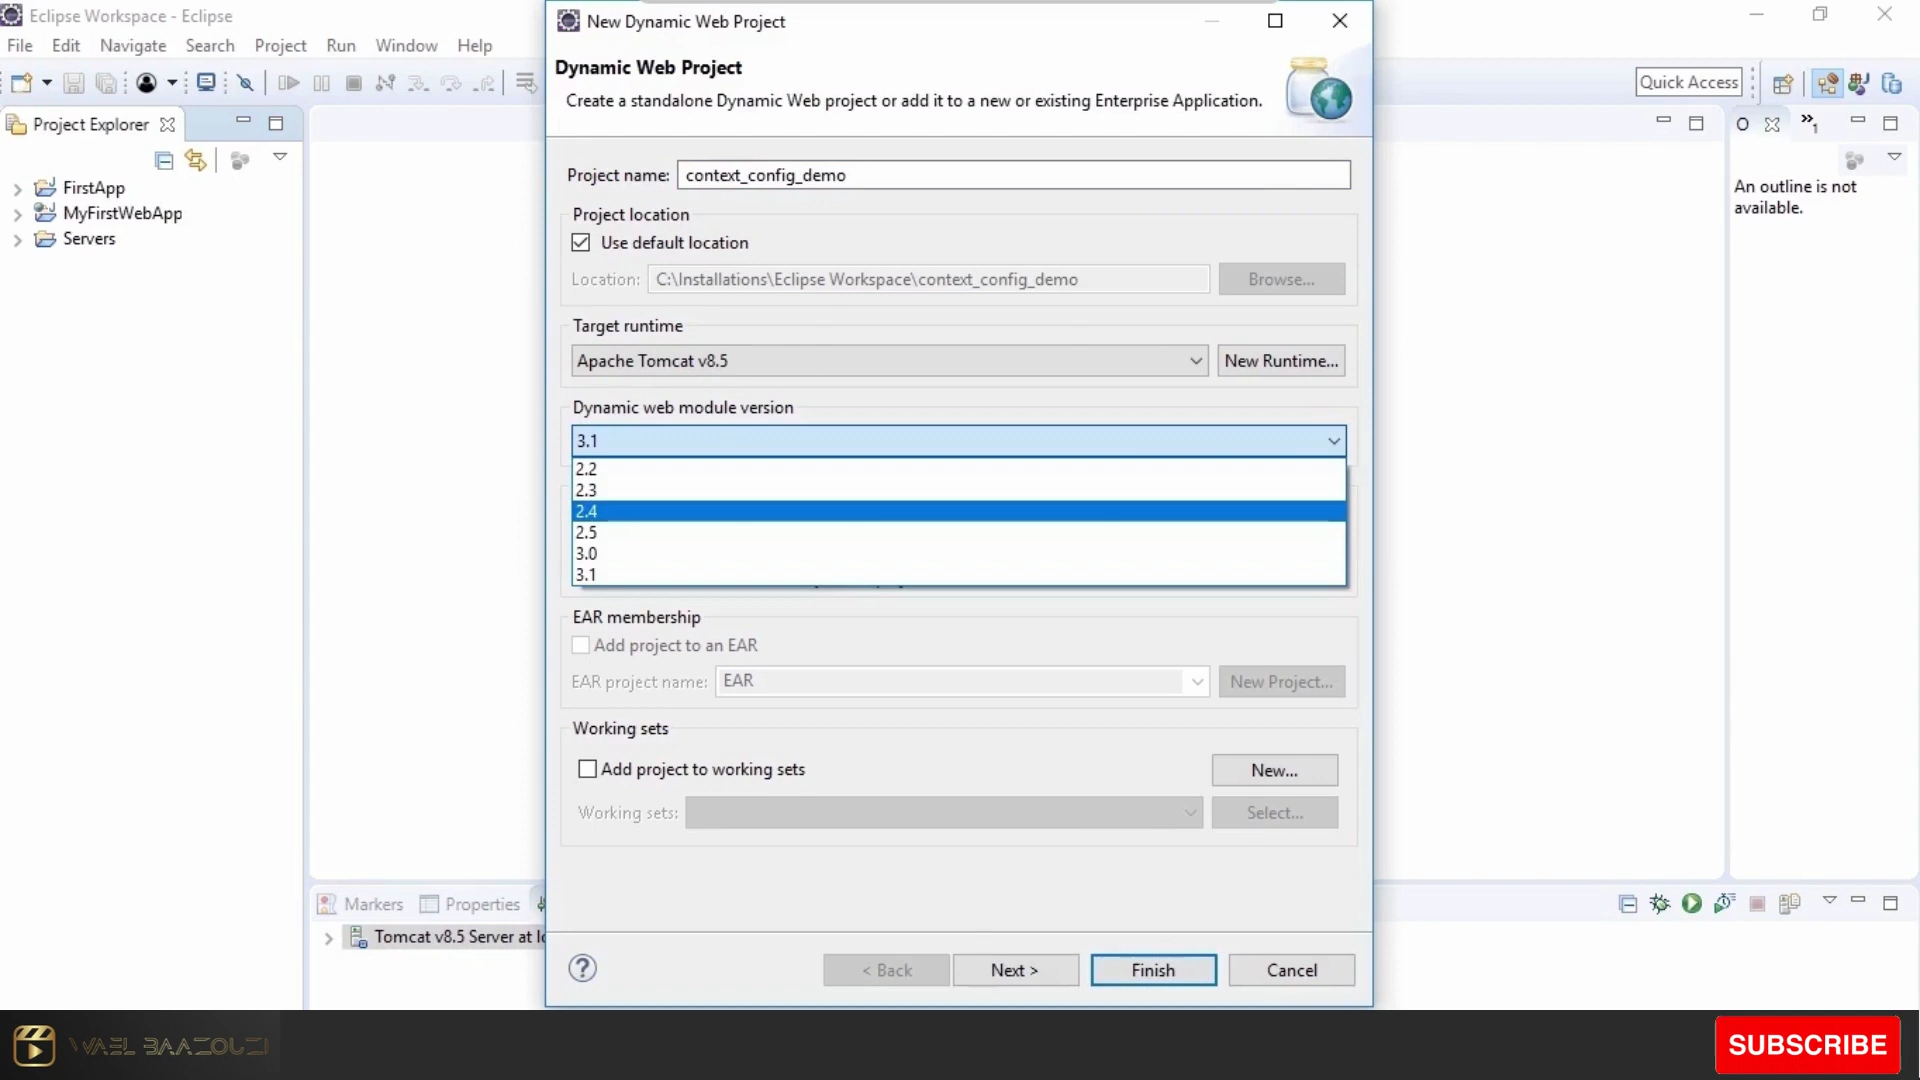 Eclipse Workspace - Eclipse
File Edit Navigate Search Project Run Window Help
Quick Access
Project Explorer
FirstApp
MyFirstWebApp
Servers
New Dynamic Web Project
Dynamic Web Project
Create a standalone Dynamic Web project or add it to a new or existing Enterprise Application.
Project name: context_config_demo
Project location
Use default location
Location: C:\Installations\Eclipse Workspace\context_config_demo Browse...
Target runtime
Apache Tomcat v8.5 New Runtime...
Dynamic web module version
3.1
2.2
2.3
2.4
2.5
3.0
3.1
EAR membership
Add project to an EAR
EAR project name: EAR New Project...
Working sets
Add project to working sets New...
Working sets: Select...
< Back Next > Finish Cancel
O
1
An outline is not
available.
Markers Properties
Tomcat v8.5 Server at
WAEL BAAZOUZI
SUBSCRIBE